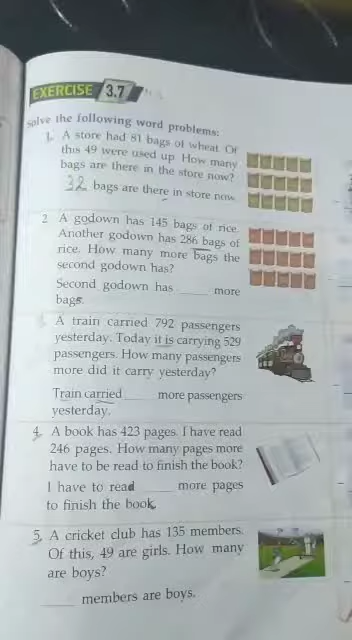 EXERCISE 3.7
Solve the following word problems:
1. A store had 81 bags of wheat. Of
this 49 were used up. How many
bags are there in the store now?
32 bags are there in store now
2 A godown has 145 bags of rice.
Another godown has 286 bags of
rice. How many more bags the
second godown has?
Second godown has ______ more
bags.
3. A train carried 792 passengers
yesterday. Today it is carrying 529
passengers. How many passengers
more did it carry yesterday?
Train carried ______ more passengers
yesterday.
4. A book has 423 pages. I have read
246 pages. How many pages more
have to be read to finish the book?
I have to read ______ more pages
to finish the book.
5. A cricket club has 135 members.
Of this, 49 are girls. How many
are boys?
______ members are boys.